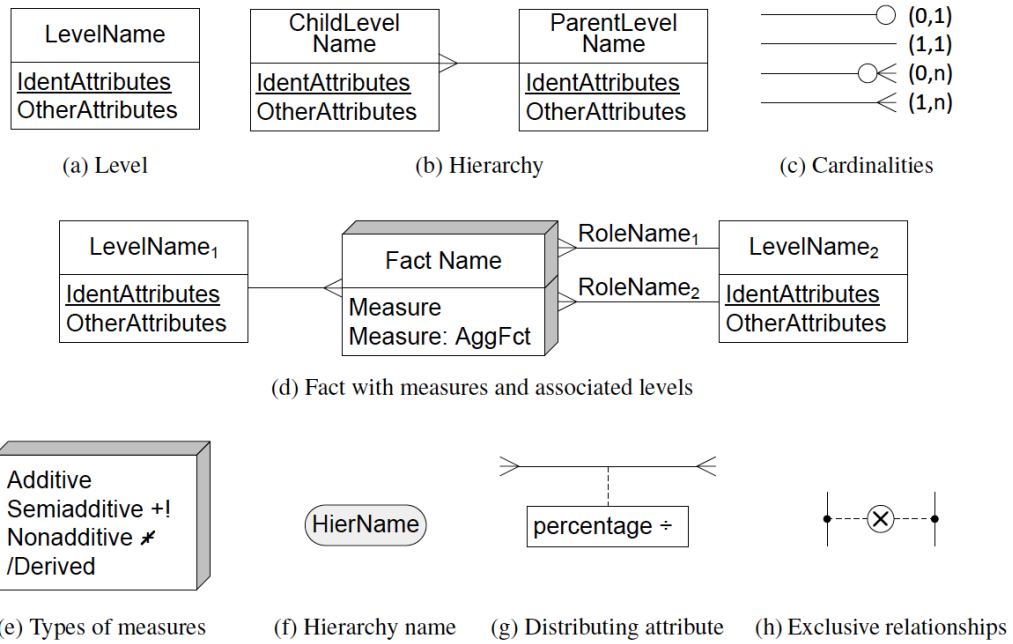 LevelName
IdentAttributes
OtherAttributes
(a) Level
ChildLevel
Name
IdentAttributes
OtherAttributes
ParentLevel
Name
IdentAttributes
OtherAttributes
(b) Hierarchy
(0,1)
(1,1)
(0,n)
(1,n)
(c) Cardinalities
LevelName₁
IdentAttributes
OtherAttributes
Fact Name
Measure
Measure: AggFct
RoleName₁
RoleName₂
LevelName₂
IdentAttributes
OtherAttributes
(d) Fact with measures and associated levels
Additive
Semiadditive +!
Nonadditive +̸
/Derived
(e) Types of measures
HierName
(f) Hierarchy name
percentage ÷
(g) Distributing attribute
(h) Exclusive relationships